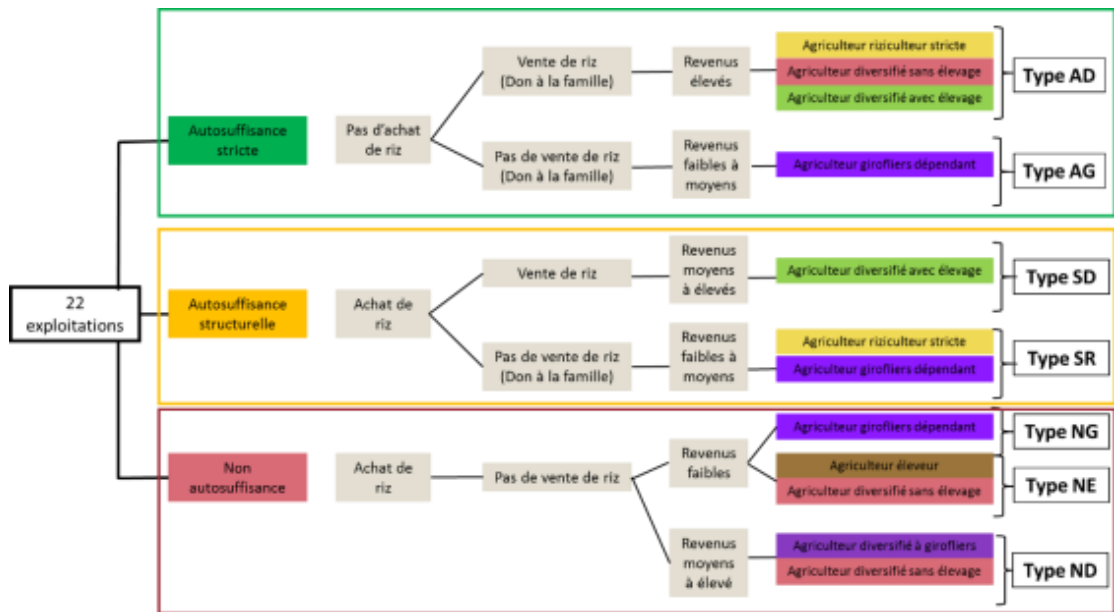 22
exploitations
Autosuffisance
stricte
Pas d'achat
de riz
Vente de riz
(Don à la famille)
Revenus
élevés
Agriculteur riziculteur stricte
Agriculteur diversifié sans élevage
Agriculteur diversifié avec élevage
Type AD
Pas de vente de riz
(Don à la famille)
Revenus
faibles à
moyens
Agriculteur girofliers dépendant
Type AG
Autosuffisance
structurelle
Achat de
riz
Vente de riz
Revenus
moyens
à élevés
Agriculteur diversifié avec élevage
Type SD
Pas de vente de riz
(Don à la famille)
Revenus
faibles à
moyens
Agriculteur riziculteur stricte
Agriculteur girofliers dépendant
Type SR
Non
autosuffisance
Achat de
riz
Pas de vente de riz
Revenus
faibles
Agriculteur girofliers dépendant
Type NG
Agriculteur éleveur
Agriculteur diversifié sans élevage
Type NE
Revenus
moyens
à élevé
Agriculteur diversifié à girofliers
Agriculteur diversifié sans élevage
Type ND